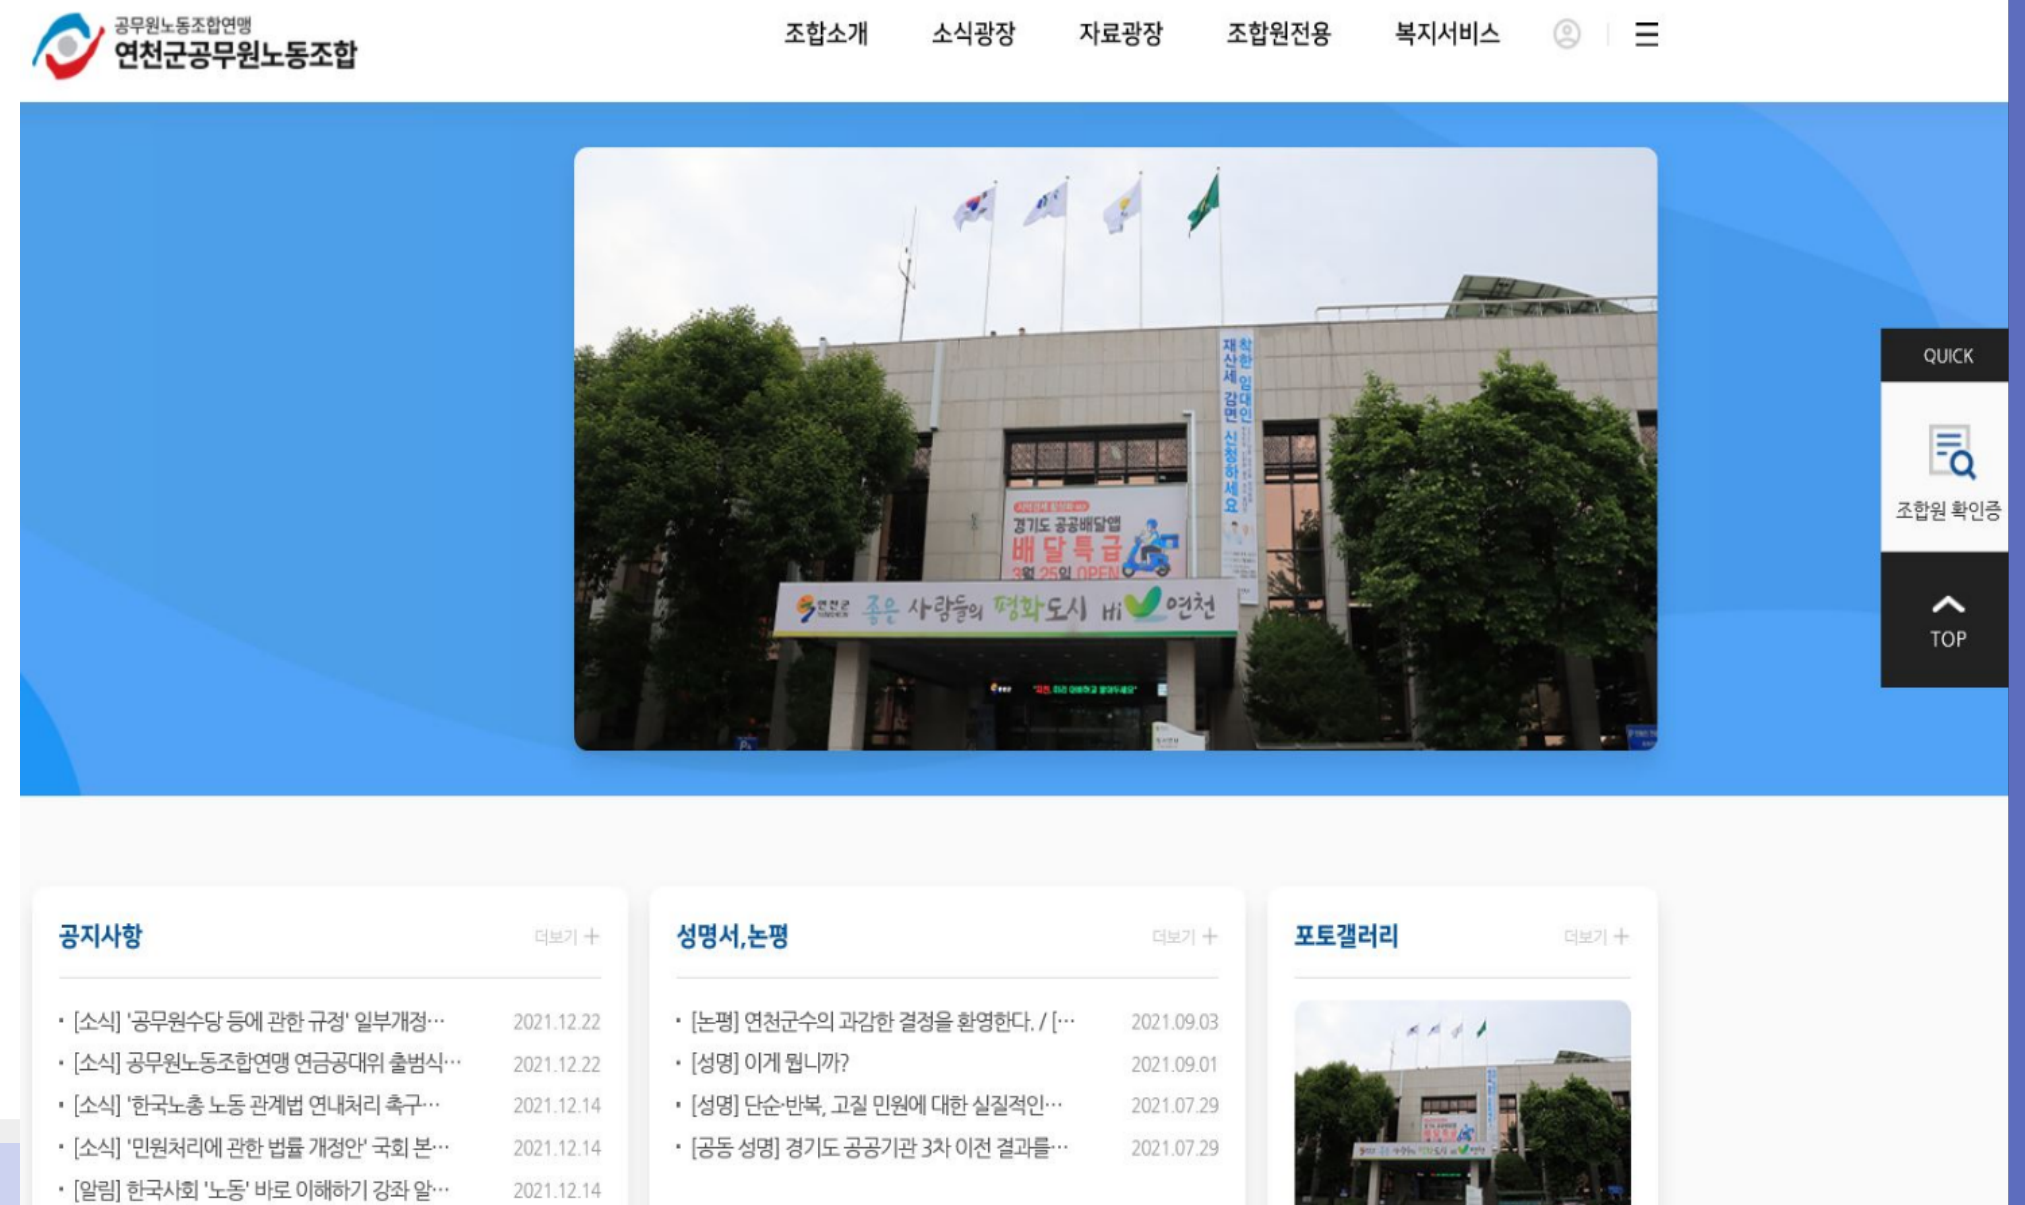 공무원노동조합연맹
연천군공무원노동조합
조합소개 소식광장 자료광장 조합원전용 복지서비스
착한 임대인
재산세 감면 신청하세요
경기도 공공배달앱
배달특급
3월 25일 OPEN
연천군 좋은 사람들의 평화도시 Hi 연천
QUICK
조합원 확인증
TOP
공지사항 더보기 +
· [소식] '공무원수당 등에 관한 규정' 일부개정… 2021.12.22
· [소식] 공무원노동조합연맹 연금공대위 출범식… 2021.12.22
· [소식] '한국노총 노동 관계법 연내처리 촉구… 2021.12.14
· [소식] '민원처리에 관한 법률 개정안' 국회 본… 2021.12.14
· [알림] 한국사회 '노동' 바로 이해하기 강좌 알… 2021.12.14
성명서,논평 더보기 +
· [논평] 연천군수의 과감한 결정을 환영한다. / [… 2021.09.03
· [성명] 이게 뭡니까? 2021.09.01
· [성명] 단순·반복, 고질 민원에 대한 실질적인… 2021.07.29
· [공동 성명] 경기도 공공기관 3차 이전 결과를… 2021.07.29
포토갤러리 더보기 +